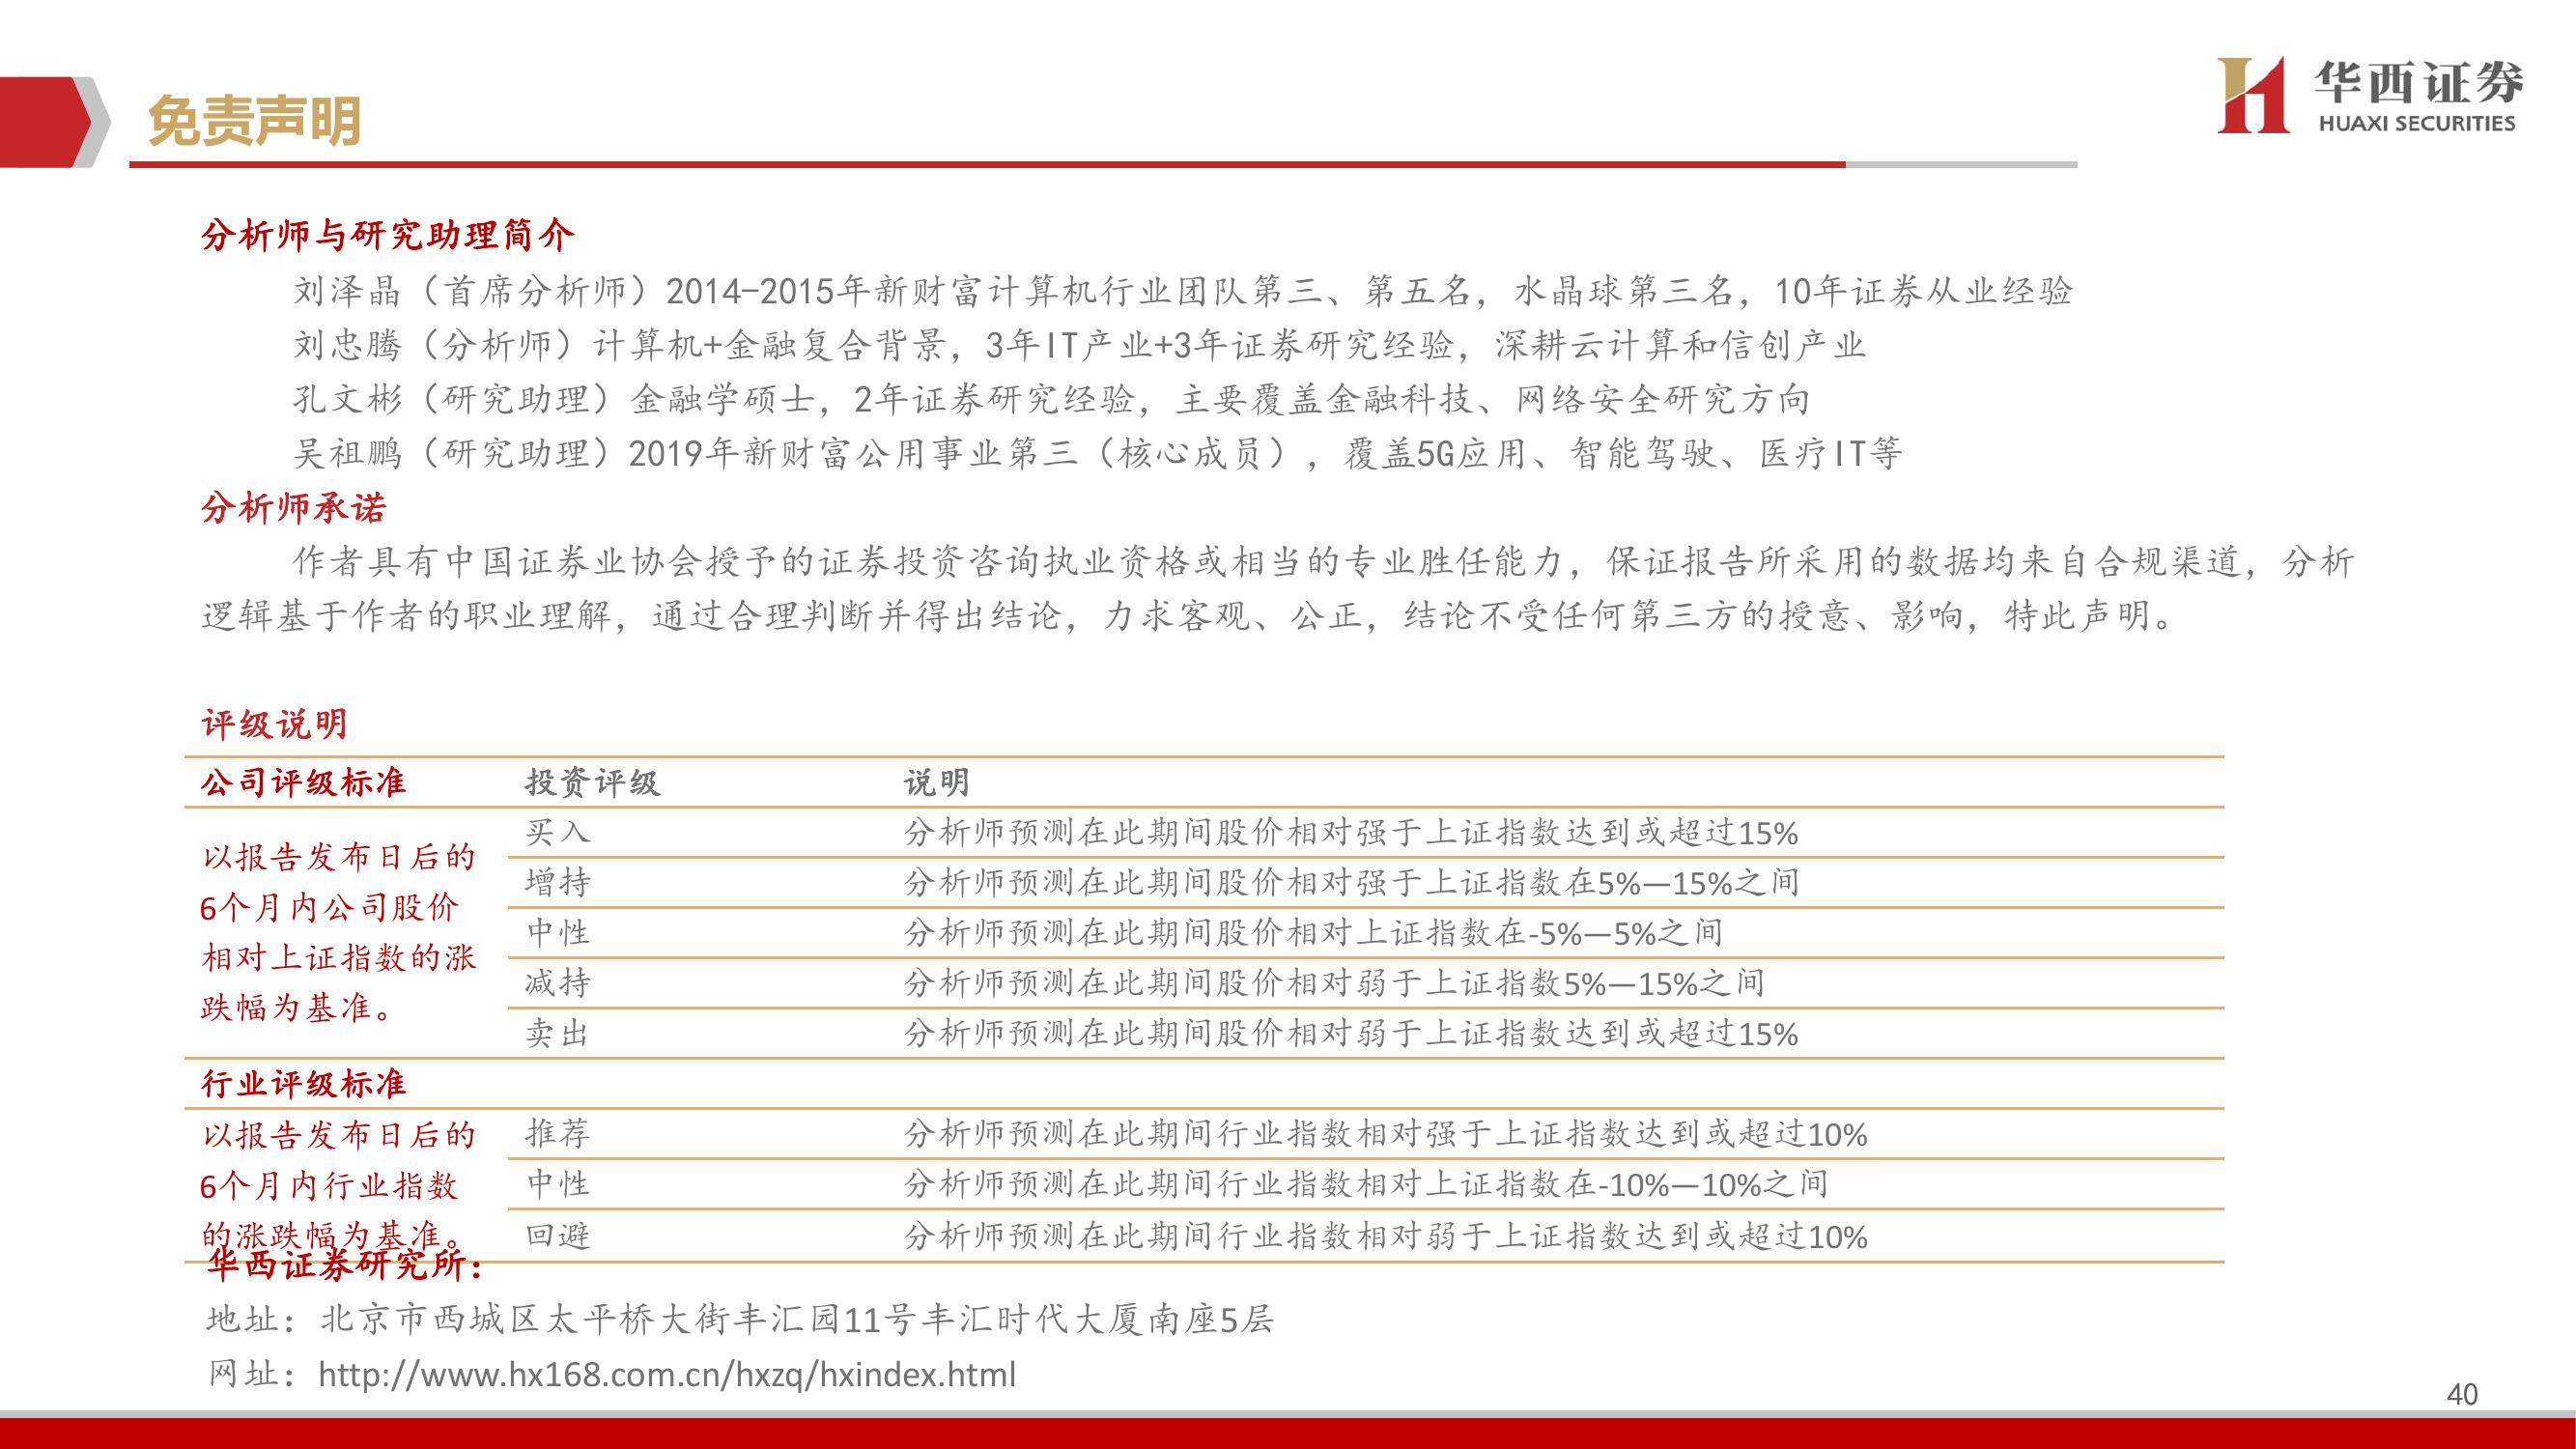 免责声明
华西证券
HUAXI SECURITIES
分析师与研究助理简介
刘泽晶（首席分析师）2014-2015年新财富计算机行业团队第三、第五名，水晶球第三名，10年证券从业经验
刘忠腾（分析师）计算机+金融复合背景，3年IT产业+3年证券研究经验，深耕云计算和信创产业
孔文彬（研究助理）金融学硕士，2年证券研究经验，主要覆盖金融科技、网络安全研究方向
吴祖鹏（研究助理）2019年新财富公用事业第三（核心成员），覆盖5G应用、智能驾驶、医疗IT等
分析师承诺
作者具有中国证券业协会授予的证券投资咨询执业资格或相当的专业胜任能力，保证报告所采用的数据均来自合规渠道，分析
逻辑基于作者的职业理解，通过合理判断并得出结论，力求客观、公正，结论不受任何第三方的授意、影响，特此声明。
评级说明
公司评级标准 投资评级 说明
以报告发布日后的
6个月内公司股价
相对上证指数的涨
跌幅为基准。
买入 分析师预测在此期间股价相对强于上证指数达到或超过15%
增持 分析师预测在此期间股价相对强于上证指数在5%—15%之间
中性 分析师预测在此期间股价相对上证指数在-5%—5%之间
减持 分析师预测在此期间股价相对弱于上证指数5%—15%之间
卖出 分析师预测在此期间股价相对弱于上证指数达到或超过15%
行业评级标准
以报告发布日后的
6个月内行业指数
的涨跌幅为基准。
推荐 分析师预测在此期间行业指数相对强于上证指数达到或超过10%
中性 分析师预测在此期间行业指数相对上证指数在-10%—10%之间
回避 分析师预测在此期间行业指数相对弱于上证指数达到或超过10%
华西证券研究所：
地址：北京市西城区太平桥大街丰汇园11号丰汇时代大厦南座5层
网址：http://www.hx168.com.cn/hxzq/hxindex.html
40